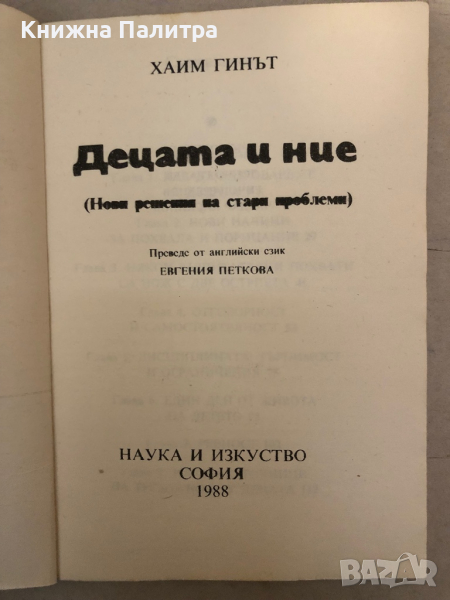 Книжна Палитра
ХАИМ ГИНЪТ
Децата и ние
(Нови решения на стари проблеми)
Преведе от английски език
ЕВГЕНИЯ ПЕТКОВА
НАУКА И ИЗКУСТВО
СОФИЯ
1988
BAZAR